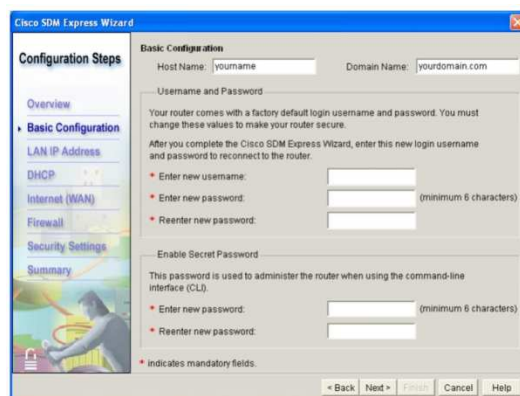 Cisco SDM Express Wizard
Configuration Steps
Overview
Basic Configuration
LAN IP Address
DHCP
Internet (WAN)
Firewall
Security Settings
Summary
Basic Configuration
Host Name: yourname Domain Name: yourdomain.com
Username and Password
Your router comes with a factory default login username and password. You must
change these values to make your router secure.
After you complete the Cisco SDM Express Wizard, enter this new login username
and password to reconnect to the router.
* Enter new username:
* Enter new password: (minimum 6 characters)
* Reenter new password:
Enable Secret Password
This password is used to administer the router when using the command-line
interface (CLI).
* Enter new password: (minimum 6 characters)
* Reenter new password:
* indicates mandatory fields.
< Back Next > Finish Cancel Help